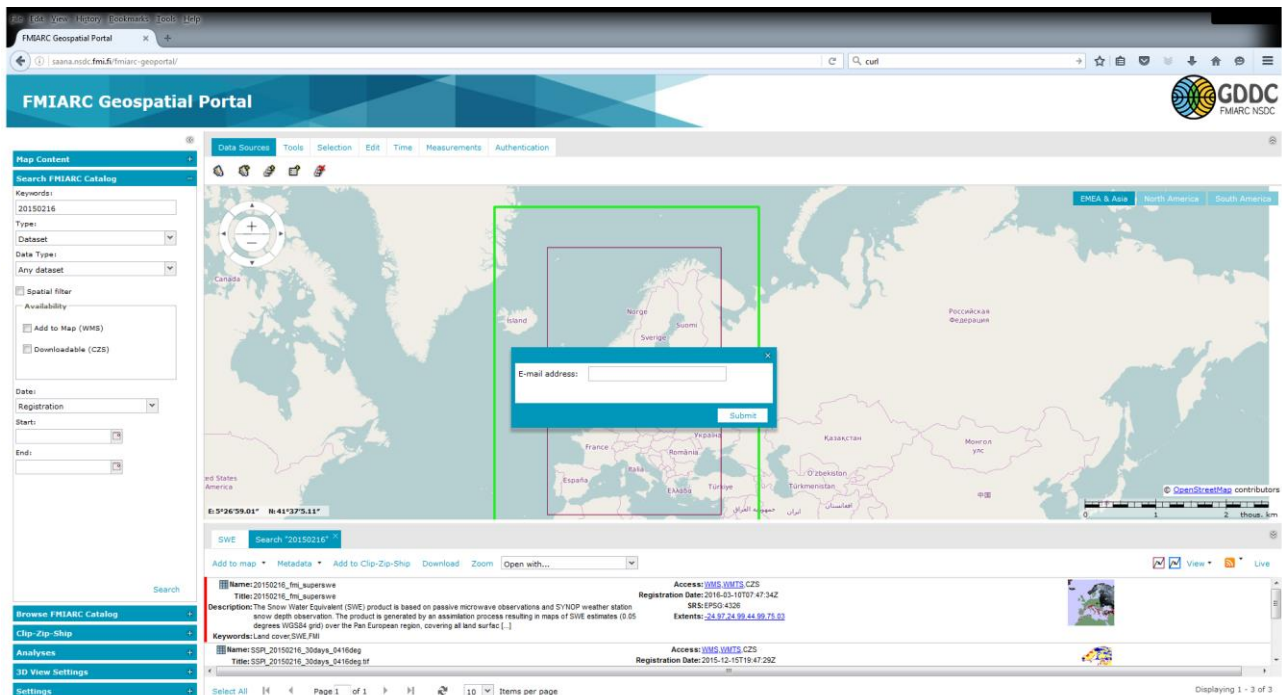 File Edit View History Bookmarks Tools Help
FMIARC Geospatial Portal
saana.nsdc.fmi.fi/fmiarc-geoportal/
curl
FMIARC Geospatial Portal
GDDC
FMIARC NSDC
Map Content
Search FMIARC Catalog
Keywords:
20150216
Type:
Dataset
Data Type:
Any dataset
Spatial filter
Availability
Add to Map (WMS)
Downloadable (CZS)
Date:
Registration
Start:
End:
Search
Browse FMIARC Catalog
Clip-Zip-Ship
Analyses
3D View Settings
Settings
Data Sources Tools Selection Edit Time Measurements Authentication
EMEA & Asia North America South America
Canada
Island
Norge
Suomi
Sverige
Российская
Федерация
E-mail address:
Submit
France
Україна
România
Italia
España
Ελλάδα
Türkiye
Қазақстан
Монгол
улс
O'zbekiston
Türkmenistan
中国
افغانستان
ایران
جمهورية العراق
ed States
America
E: 5°26'59.01" N: 41°37'5.11"
© OpenStreetMap contributors
0 1 2 thous. km
SWE Search "20150216"
Add to map Metadata Add to Clip-Zip-Ship Download Zoom Open with... View Live
Name: 20150216_fmi_superswe
Title: 20150216_fmi_superswe
Description: The Snow Water Equivalent (SWE) product is based on passive microwave observations and SYNOP weather station
snow depth observation. The product is generated by an assimilation process resulting in maps of SWE estimates (0.05
degrees WGS84 grid) over the Pan European region, covering all land surfac [...]
Keywords: Land cover,SWE,FMI
Access: WMS,WMTS,CZS
Registration Date: 2016-03-10T07:47:34Z
SRS: EPSG:4326
Extents: -24.97,24.99,44.99,75.03
Name: SSPI_20150216_30days_0416deg
Title: SSPI_20150216_30days_0416deg.tif
Access: WMS,WMTS,CZS
Registration Date: 2015-12-15T19:47:29Z
Select All Page 1 of 1 10 Items per page
Displaying 1 - 3 of 3